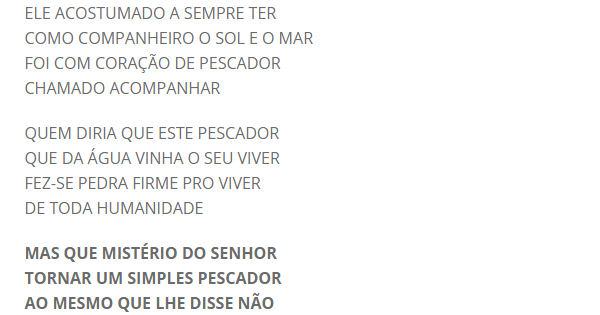 ELE ACOSTUMADO A SEMPRE TER
COMO COMPANHEIRO O SOL E O MAR
FOI COM CORAÇÃO DE PESCADOR
CHAMADO ACOMPANHAR
QUEM DIRIA QUE ESTE PESCADOR
QUE DA ÁGUA VINHA O SEU VIVER
FEZ-SE PEDRA FIRME PRO VIVER
DE TODA HUMANIDADE
MAS QUE MISTÉRIO DO SENHOR
TORNAR UM SIMPLES PESCADOR
AO MESMO QUE LHE DISSE NÃO